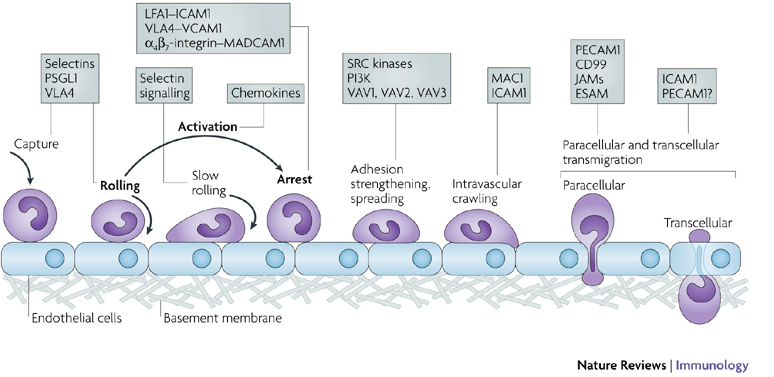 LFA1–ICAM1
VLA4–VCAM1
α₄β₇-integrin–MADCAM1
Selectins
PSGL1
VLA4
Selectin
signalling
Chemokines
SRC kinases
PI3K
VAV1, VAV2, VAV3
MAC1
ICAM1
PECAM1
CD99
JAMs
ESAM
ICAM1
PECAM1?
Capture
Rolling
Activation
Slow
rolling
Arrest
Adhesion
strengthening,
spreading
Intravascular
crawling
Paracellular and transcellular
transmigration
Paracellular
Transcellular
Endothelial cells
Basement membrane
Nature Reviews | Immunology